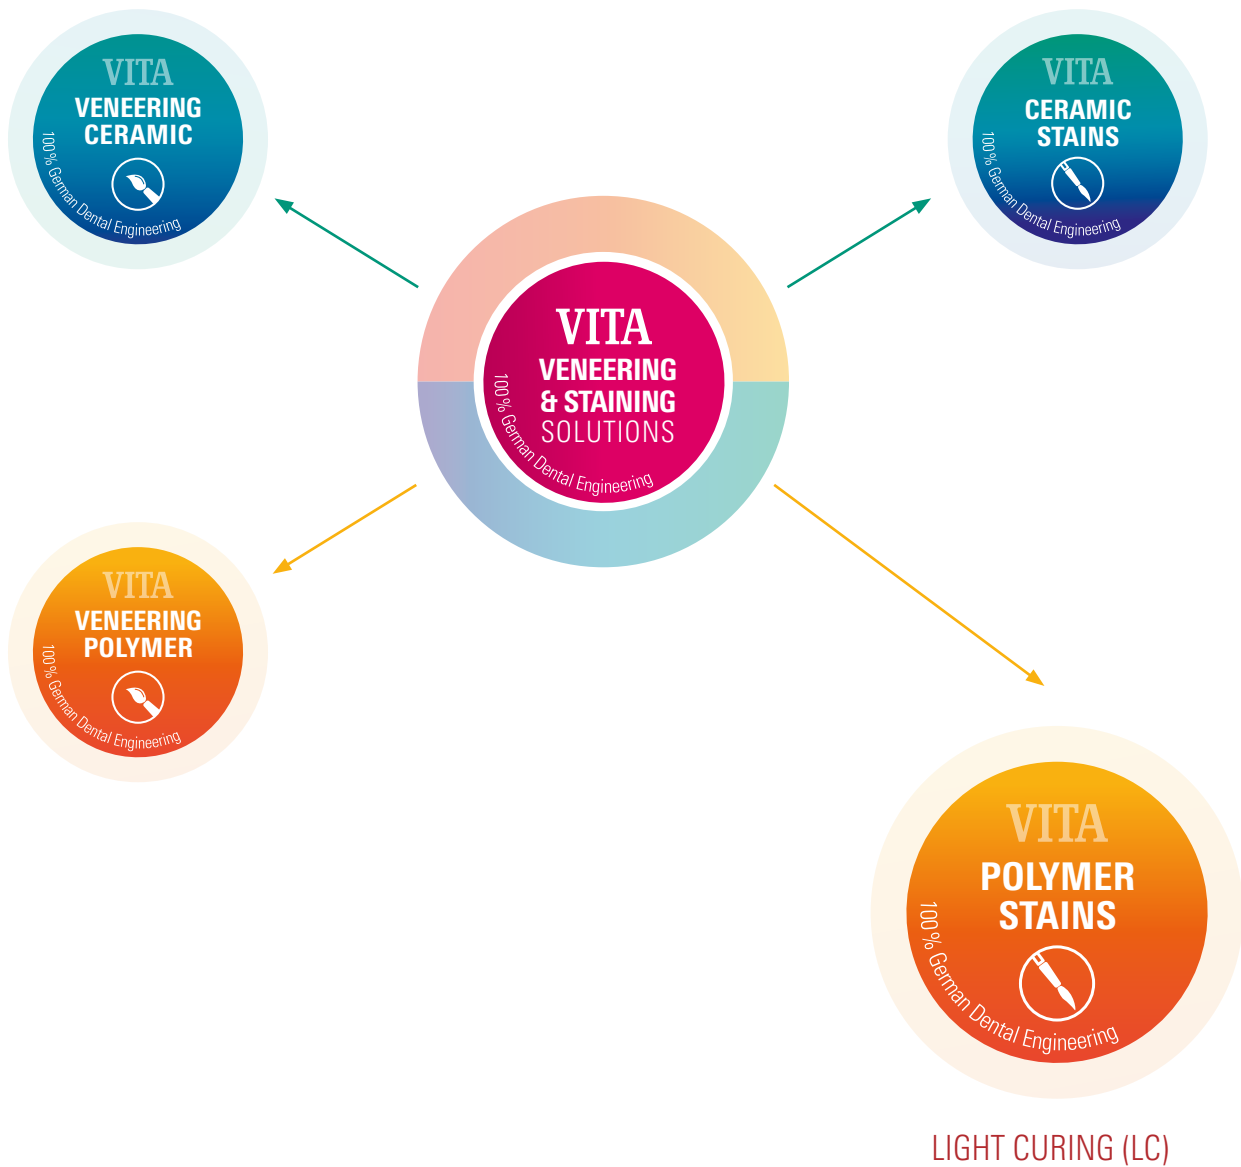 VITA
VENEERING
CERAMIC
100% German Dental Engineering
VITA
CERAMIC
STAINS
100% German Dental Engineering
VITA
VENEERING
& STAINING
SOLUTIONS
100% German Dental Engineering
VITA
VENEERING
POLYMER
100% German Dental Engineering
VITA
POLYMER
STAINS
100% German Dental Engineering
LIGHT CURING (LC)